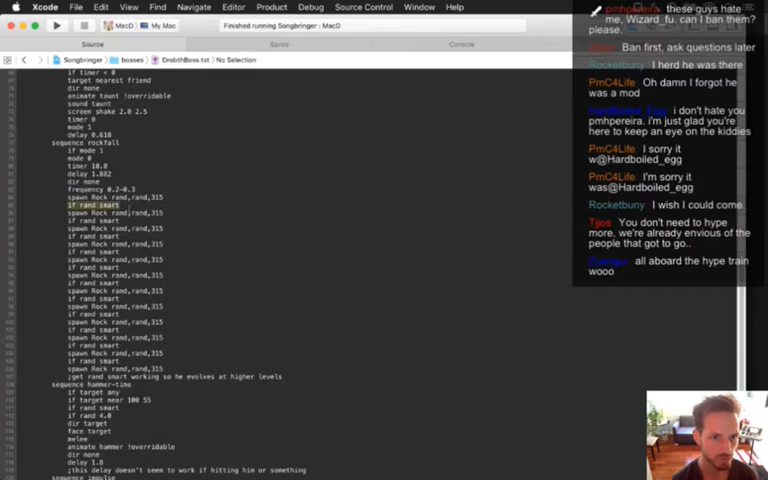 Xcode File Edit View Find Navigate Editor Product Debug Source Control Window Help
MacD My Mac
Finished running Songbringer : MacD
Source
Saves
Console
Songbringer bosses DrobthBoss.txt No Selection
if timer < 0
target nearest friend
dir none
animate taunt !overridable
sound taunt
screen shake 2.0 2.5
timer 0
mode 1
delay 0.618
sequence rockfall
if mode 1
mode 0
timer 10.0
delay 1.882
dir none
frequency 0.2~0.3
spawn Rock rand,rand,315
if rand smart
spawn Rock rand,rand,315
if rand smart
spawn Rock rand,rand,315
if rand smart
spawn Rock rand,rand,315
if rand smart
spawn Rock rand,rand,315
if rand smart
spawn Rock rand,rand,315
if rand smart
spawn Rock rand,rand,315
if rand smart
spawn Rock rand,rand,315
if rand smart
spawn Rock rand,rand,315
if rand smart
spawn Rock rand,rand,315
if rand smart
spawn Rock rand,rand,315
if rand smart
spawn Rock rand,rand,315
;get rand smart working so he evolves at higher levels
sequence hammer-time
if target any
if target near 100 55
if rand smart
if rand 4.0
dir target
face target
melee
animate hammer !overridable
dir none
delay 1.8
;this delay doesn't seem to work if hitting him or something
sequence impulse
pmhpereira: these guys hate
me, Wizard_fu. can I ban them?
please.
Ban first, ask questions later
Rocketbuny I herd he was there
PmC4Life Oh damn I forgot he
was a mod
Hardboiled_Egg i don't hate you
pmhpereira. i'm just glad you're
here to keep an eye on the kiddies
PmC4Life I sorry it
w@Hardboiled_egg
PmC4Life I'm sorry it
was@Hardboiled_egg
Rocketbuny I wish I could come.
Tjjos You don't need to hype
more, we're already envious of the
people that got to go..
all aboard the hype train
wooo